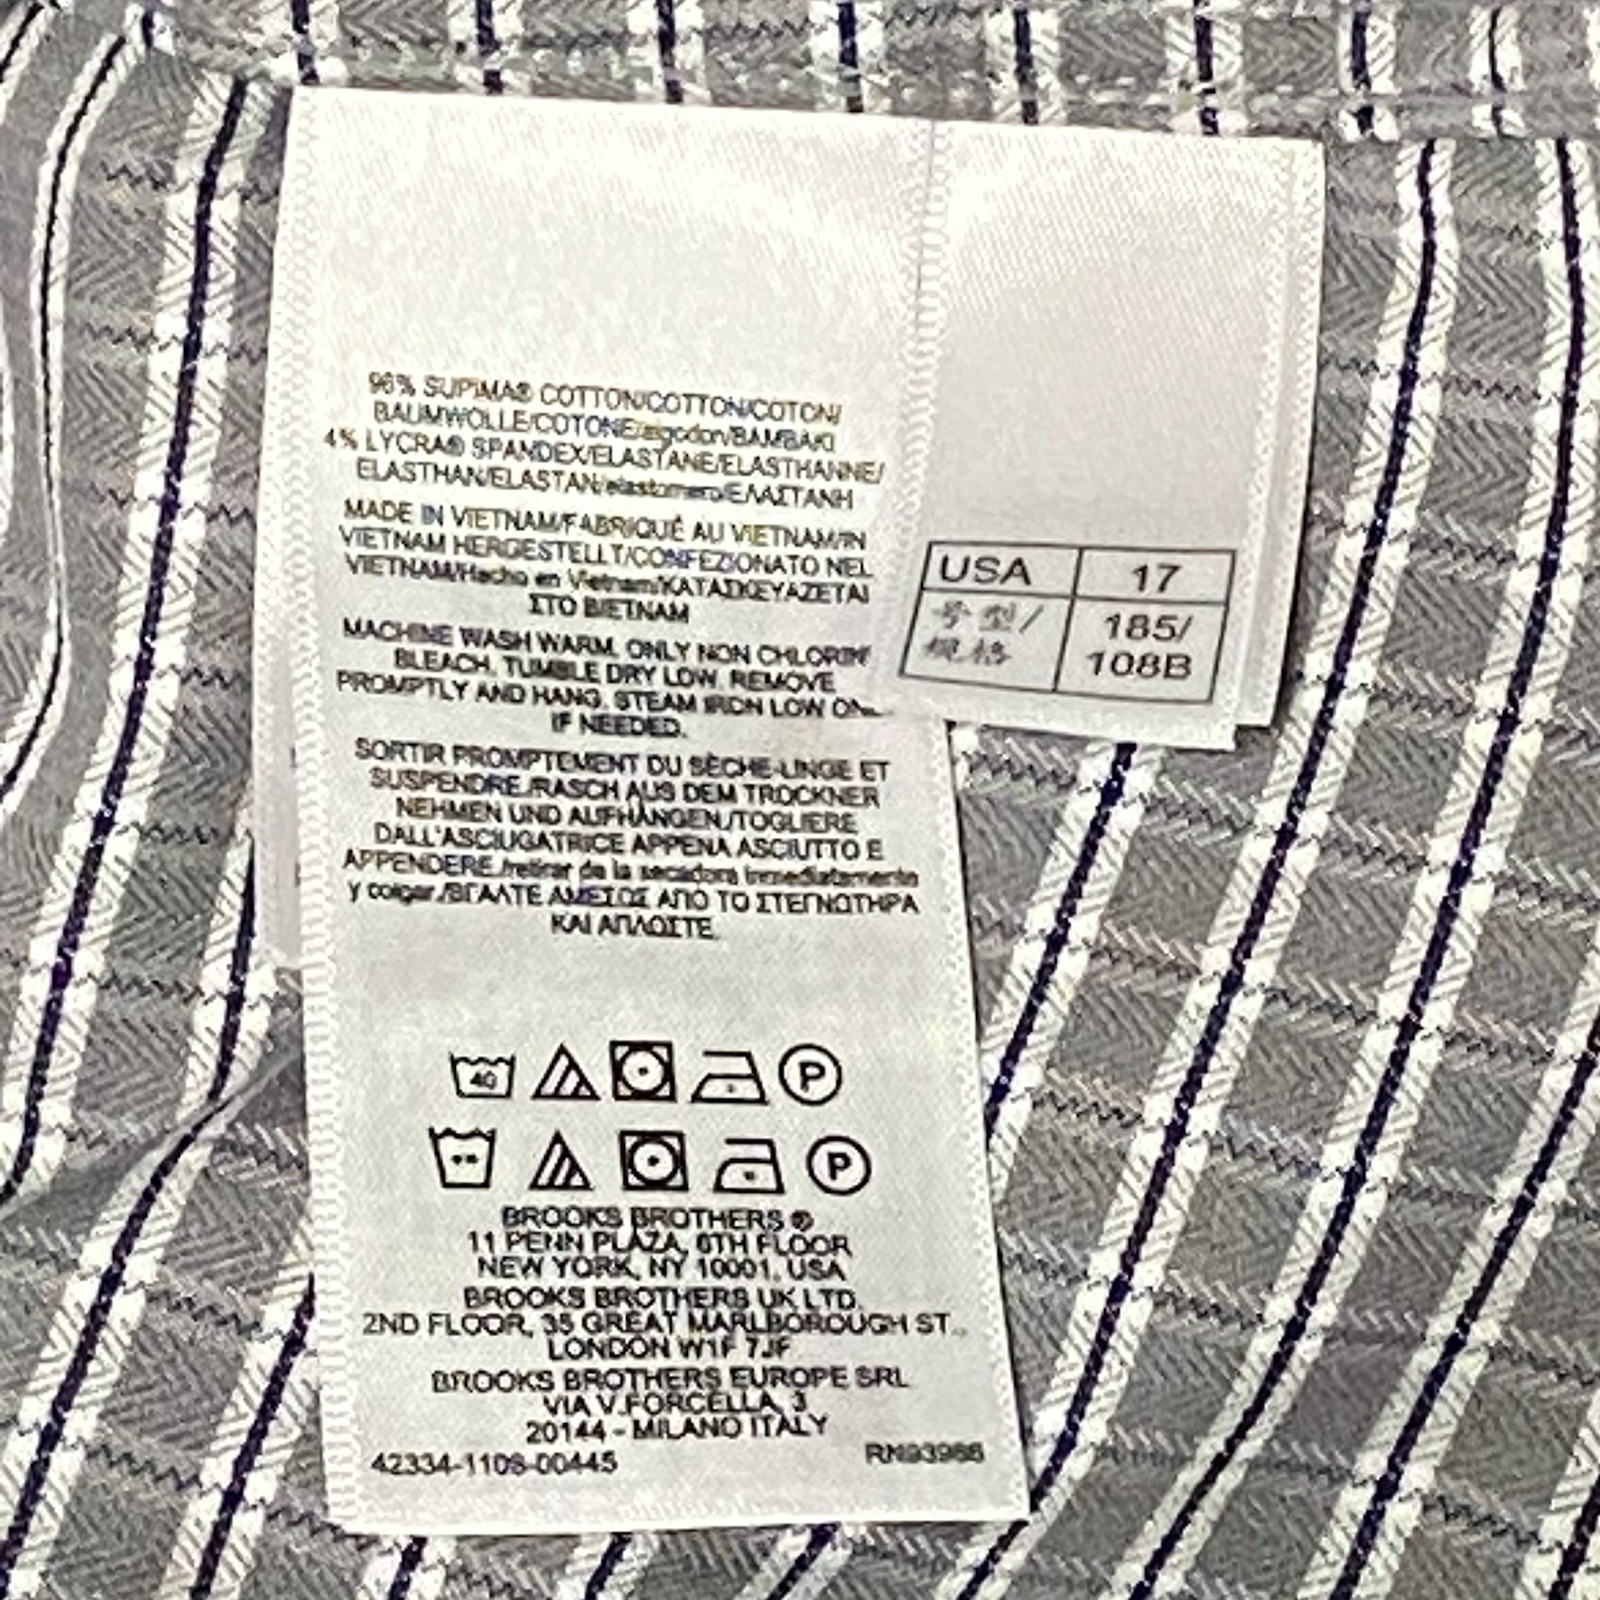 96% SUPIMA® COTTON/COTTON/COTON/
BAUMWOLLE/COTONE/algodon/BAMBAKI
4% LYCRA® SPANDEX/ELASTANE/ELASTHANNE/
ELASTHAN/ELASTAN/elastomero/ΕΛΑΣΤΑΝΗ
MADE IN VIETNAM/FABRIQUÉ AU VIETNAM/IN
VIETNAM HERGESTELLT/CONFEZIONATO NEL
VIETNAM/Hecho en Vietnam/ΚΑΤΑΣΚΕΥΑΖΕΤΑΙ
ΣΤΟ ΒΙΕΤΝΑΜ
MACHINE WASH WARM. ONLY NON CHLORIN
BLEACH. TUMBLE DRY LOW. REMOVE
PROMPTLY AND HANG. STEAM IRON LOW ONL
IF NEEDED.
SORTIR PROMPTEMENT DU SÈCHE-LINGE ET
SUSPENDRE./RASCH AUS DEM TROCKNER
NEHMEN UND AUFHÄNGEN./TOGLIERE
DALL'ASCIUGATRICE APPENA ASCIUTTO E
APPENDERE./retirar de la secadora inmediatamente
y colgar./ΒΓΑΛΤΕ ΑΜΕΣΩΣ ΑΠΟ ΤΟ ΣΤΕΓΝΩΤΗΡΑ
ΚΑΙ ΑΠΛΩΣΤΕ.
40 P
P
BROOKS BROTHERS ®
11 PENN PLAZA, 6TH FLOOR
NEW YORK, NY 10001, USA
BROOKS BROTHERS UK LTD.
2ND FLOOR, 35 GREAT MARLBOROUGH ST.,
LONDON W1F 7JF
BROOKS BROTHERS EUROPE SRL
VIA V.FORCELLA, 3
20144 - MILANO ITALY
42334-1108-00445 RN93986
USA 17
号型/ 185/
规格 108B